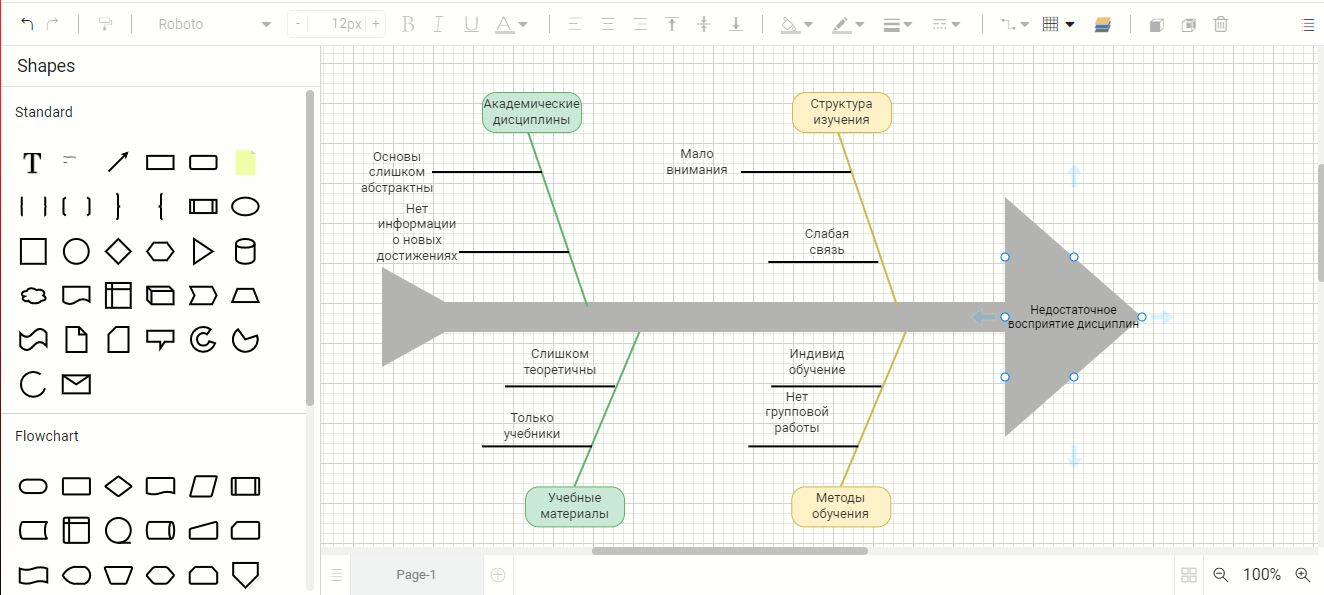 Roboto
- 12px +
B I U A
Shapes
Standard
T
Flowchart
Академические
дисциплины
Структура
изучения
Основы
слишком
абстрактны
Мало
внимания
Нет
информации
о новых
достижениях
Слабая
связь
Недостаточное
восприятие дисциплин
Слишком
теоретичны
Индивид
обучение
Только
учебники
Нет
групповой
работы
Учебные
материалы
Методы
обучения
Page-1
100%